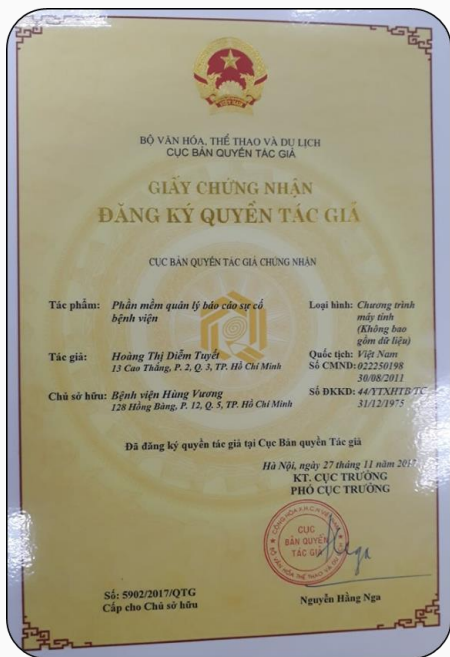 VIỆT NAM
BỘ VĂN HÓA, THỂ THAO VÀ DU LỊCH
CỤC BẢN QUYỀN TÁC GIẢ
GIẤY CHỨNG NHẬN
ĐĂNG KÝ QUYỀN TÁC GIẢ
CỤC BẢN QUYỀN TÁC GIẢ CHỨNG NHẬN
Tác phẩm: Phần mềm quản lý báo cáo sự cố Loại hình: Chương trình
bệnh viện máy tính
(Không bao
gồm dữ liệu)
Tác giả: Hoàng Thị Diễm Tuyết Quốc tịch: Việt Nam
13 Cao Thắng, P. 2, Q. 3, TP. Hồ Chí Minh Số CMND: 022250198
30/08/2011
Chủ sở hữu: Bệnh viện Hùng Vương Số ĐKKD: 44/YTXHTB/TC
128 Hồng Bàng, P. 12, Q. 5, TP. Hồ Chí Minh 31/12/1975
Đã đăng ký quyền tác giả tại Cục Bản quyền Tác giả
Hà Nội, ngày 27 tháng 11 năm
KT. CỤC TRƯỞNG
PHÓ CỤC TRƯỞNG
CỤC
BẢN QUYỀN
TÁC GIẢ
Số: 5902/2017/QTG
Cấp cho Chủ sở hữu
Nguyễn Hằng Nga